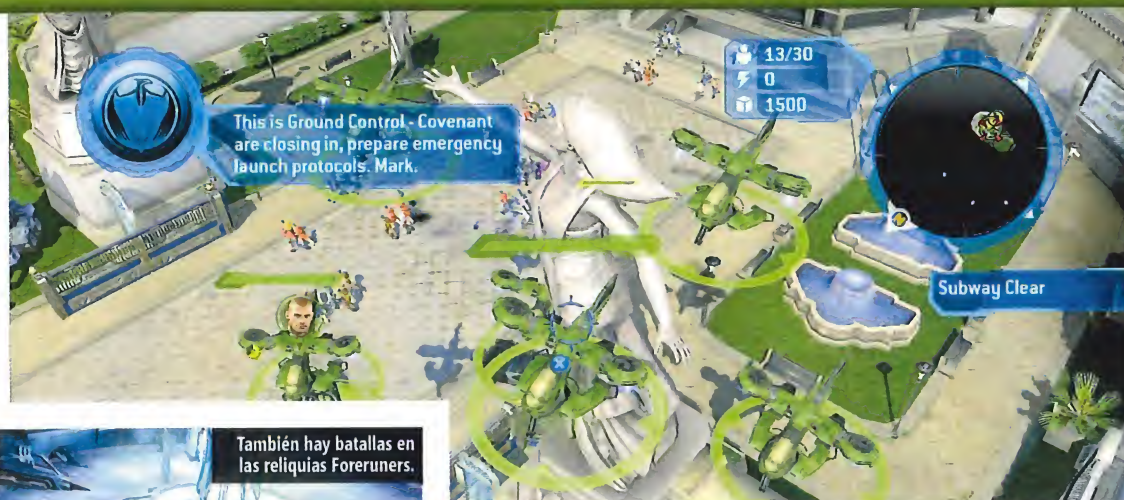 This is Ground Control - Covenant
are closing in, prepare emergency
launch protocols. Mark.
13/30
0
1500
Subway Clear
También hay batallas en
las reliquias Foreruners.